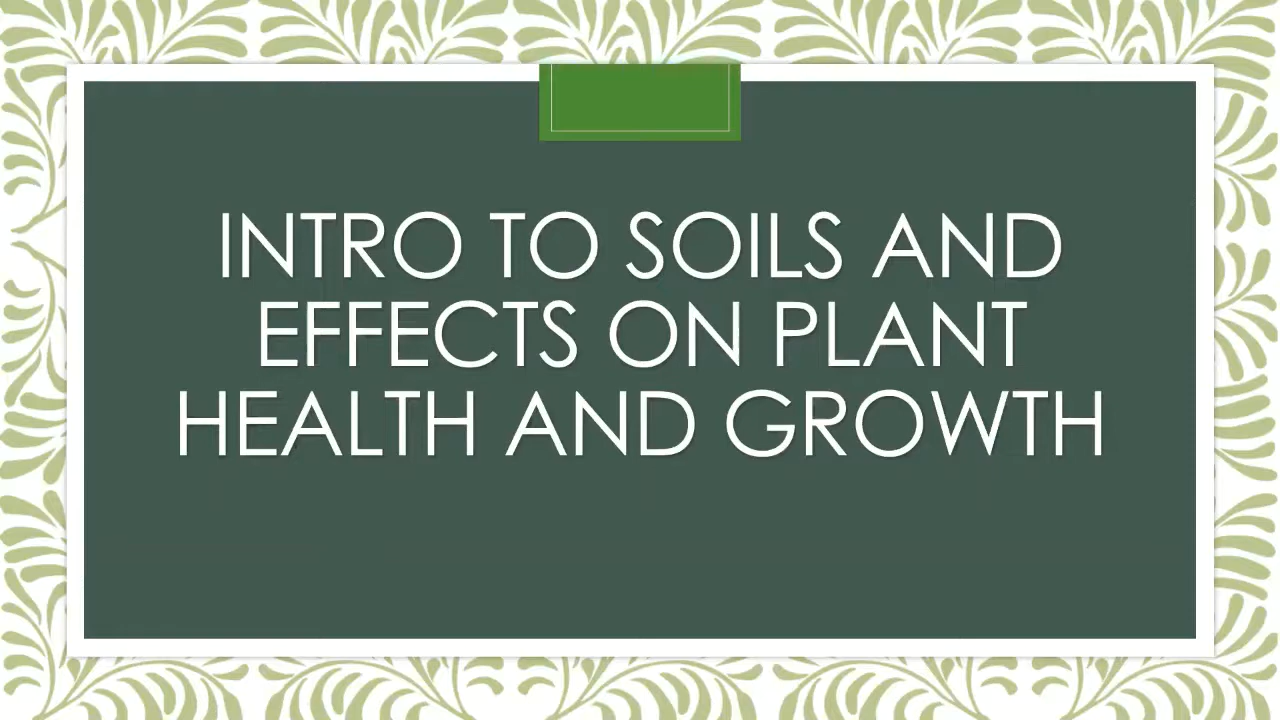 INTRO TO SOILS AND
EFFECTS ON PLANT
HEALTH AND GROWTH